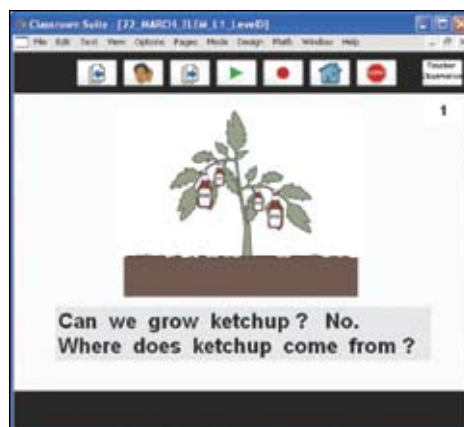 Classroom Suite - [22_MARCH_ILTM_L1_LevelD]
File Edit Text View Options Pages Mode Design Math Window Help
Teacher
1
Can we grow ketchup ? No.
Where does ketchup come from ?